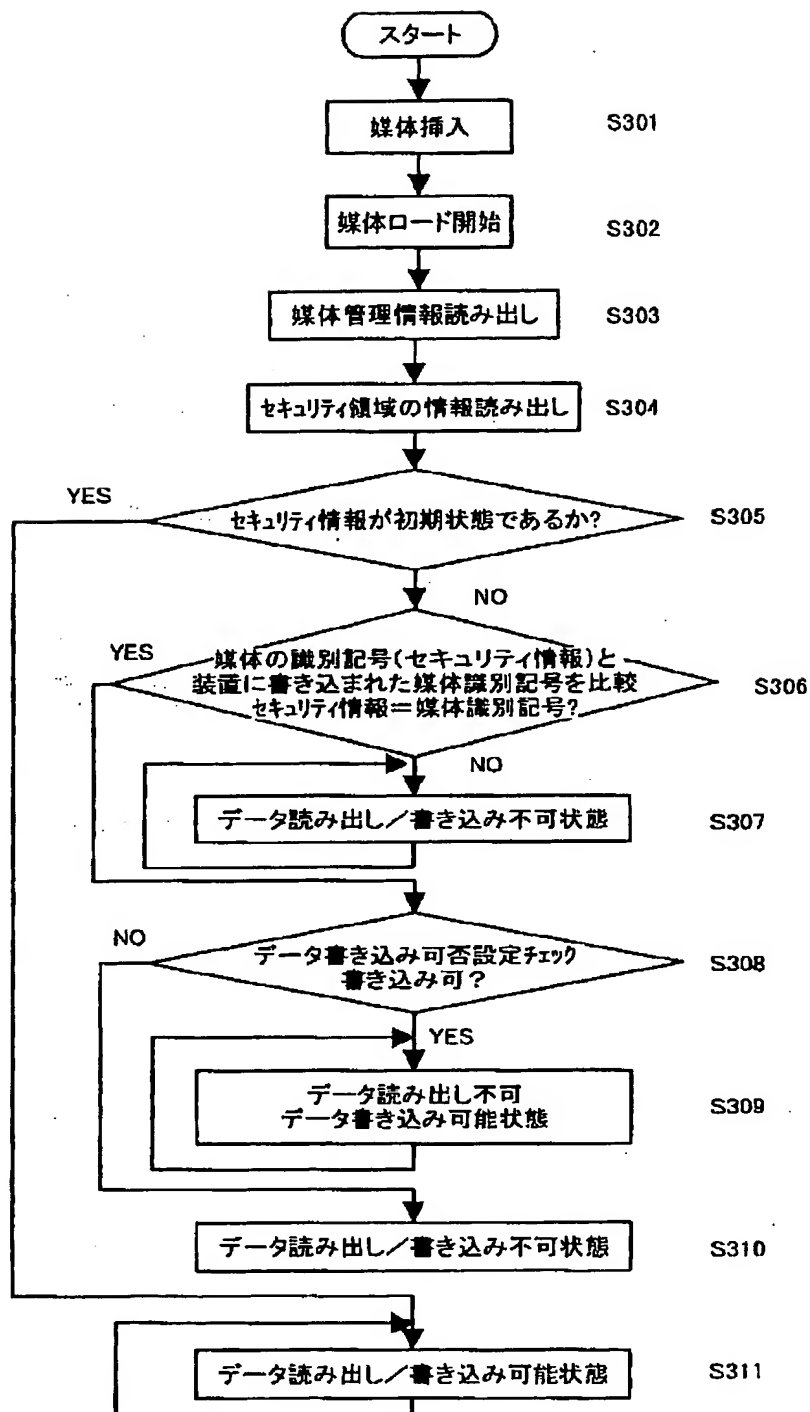 スタート
媒体挿入
S301
媒体ロード開始
S302
媒体管理情報読み出し
S303
セキュリティ領域の情報読み出し
S304
YES
セキュリティ情報が初期状態であるか?
S305
NO
YES
媒体の識別記号(セキュリティ情報)と
装置に書き込まれた媒体識別記号を比較
セキュリティ情報=媒体識別記号?
S306
NO
データ読み出し/書き込み不可状態
S307
NO
データ書き込み可否設定チェック
書き込み可?
S308
YES
データ読み出し不可
データ書き込み可能状態
S309
データ読み出し/書き込み不可状態
S310
データ読み出し/書き込み可能状態
S311